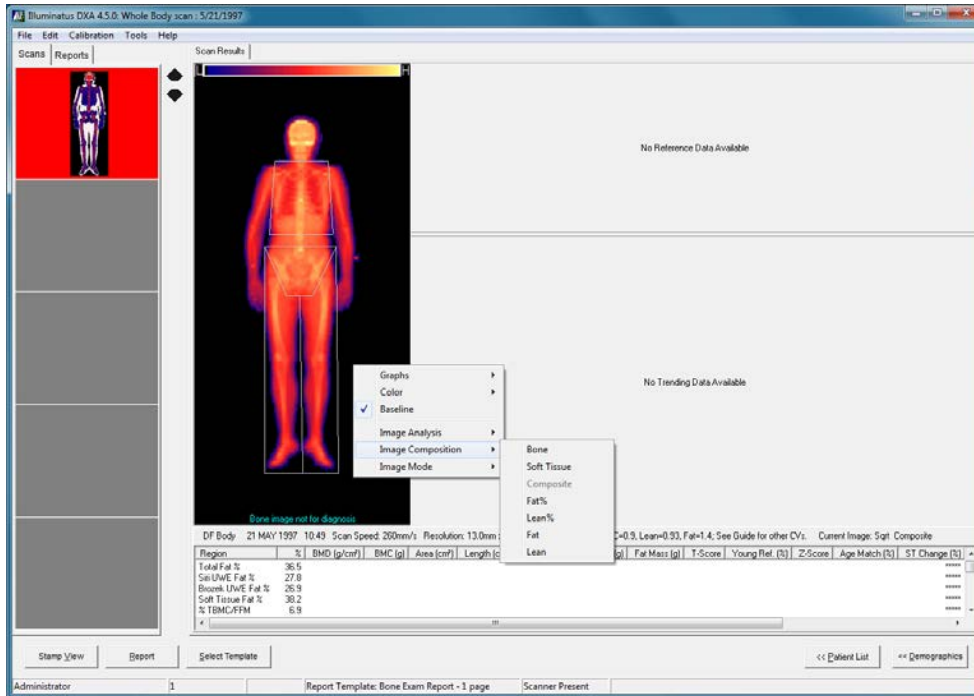 Illuminatus DXA 4.5.0: Whole Body scan : 5/21/1997
File Edit Calibration Tools Help
Scans Reports
Scan Results
L H
No Reference Data Available
No Trending Data Available
Graphs
Color
Baseline
Image Analysis
Image Composition
Image Mode
Bone
Soft Tissue
Composite
Fat%
Lean%
Fat
Lean
Bone image not for diagnosis
DF Body 21 MAY 1997 10:49 Scan Speed: 260mm/s Resolution: 13.0mm C=0.9, Lean=0.93, Fat=1.4; See Guide for other CVs. Current Image: Sqrt Composite
Region % BMD (g/cm²) BMC (g) Area (cm²) Length (c g) Fat Mass (g) T-Score Young Ref. (%) Z-Score Age Match (%) ST Change (%)
Total Fat % 36.5 *****
Siri UWE Fat % 27.8 *****
Brozek UWE Fat % 26.9 *****
Soft Tissue Fat % 38.2 *****
% TBMC/FFM 6.9 *****
Stamp View Report Select Template << Patient List << Demographics
Administrator 1 Report Template: Bone Exam Report - 1 page Scanner Present